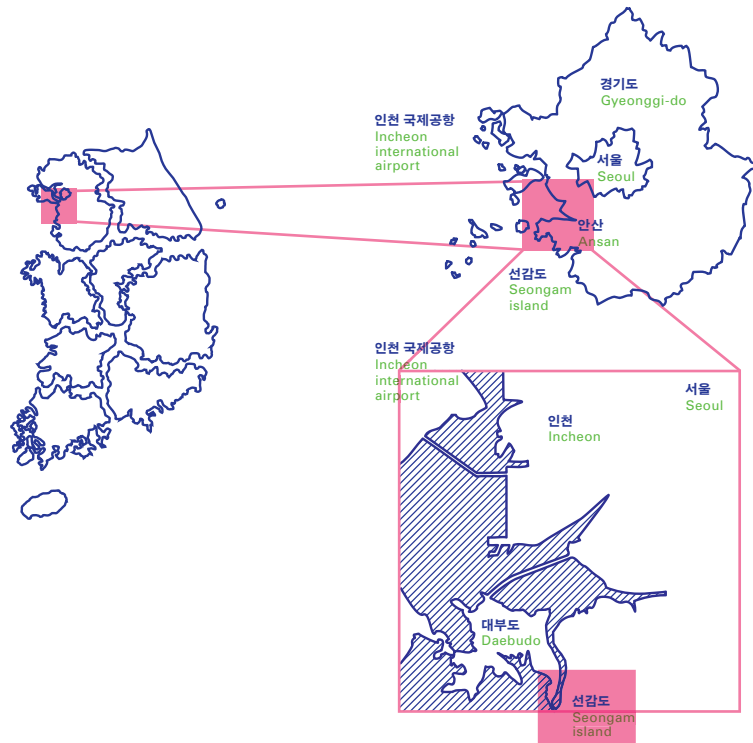 경기도
Gyeonggi-do
인천 국제공항
Incheon
international
airport
서울
Seoul
안산
Ansan
선감도
Seongam
island
인천 국제공항
Incheon
international
airport
서울
Seoul
인천
Incheon
대부도
Daebudo
선감도
Seongam
island